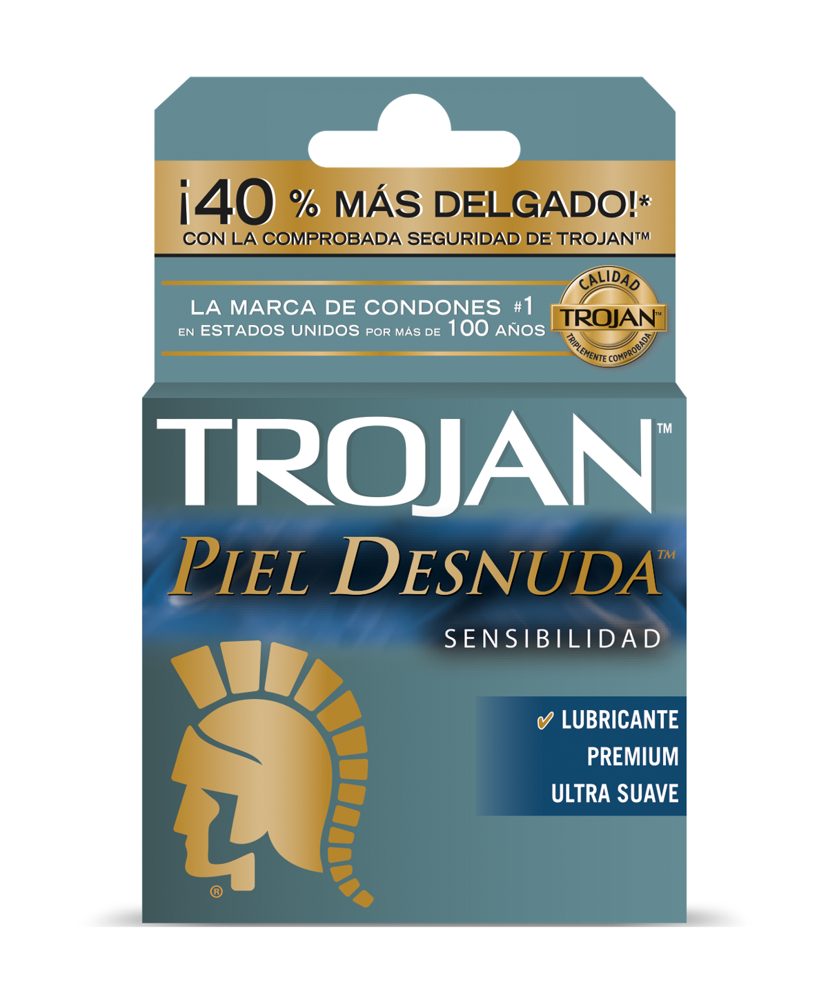 ¡40 % MÁS DELGADO!*
CON LA COMPROBADA SEGURIDAD DE TROJAN™
LA MARCA DE CONDONES #1
EN ESTADOS UNIDOS POR MÁS DE 100 AÑOS
CALIDAD
TROJAN™
TRIPLEMENTE COMPROBADA
TROJAN™
PIEL DESNUDA™
SENSIBILIDAD
✓ LUBRICANTE
PREMIUM
ULTRA SUAVE
®